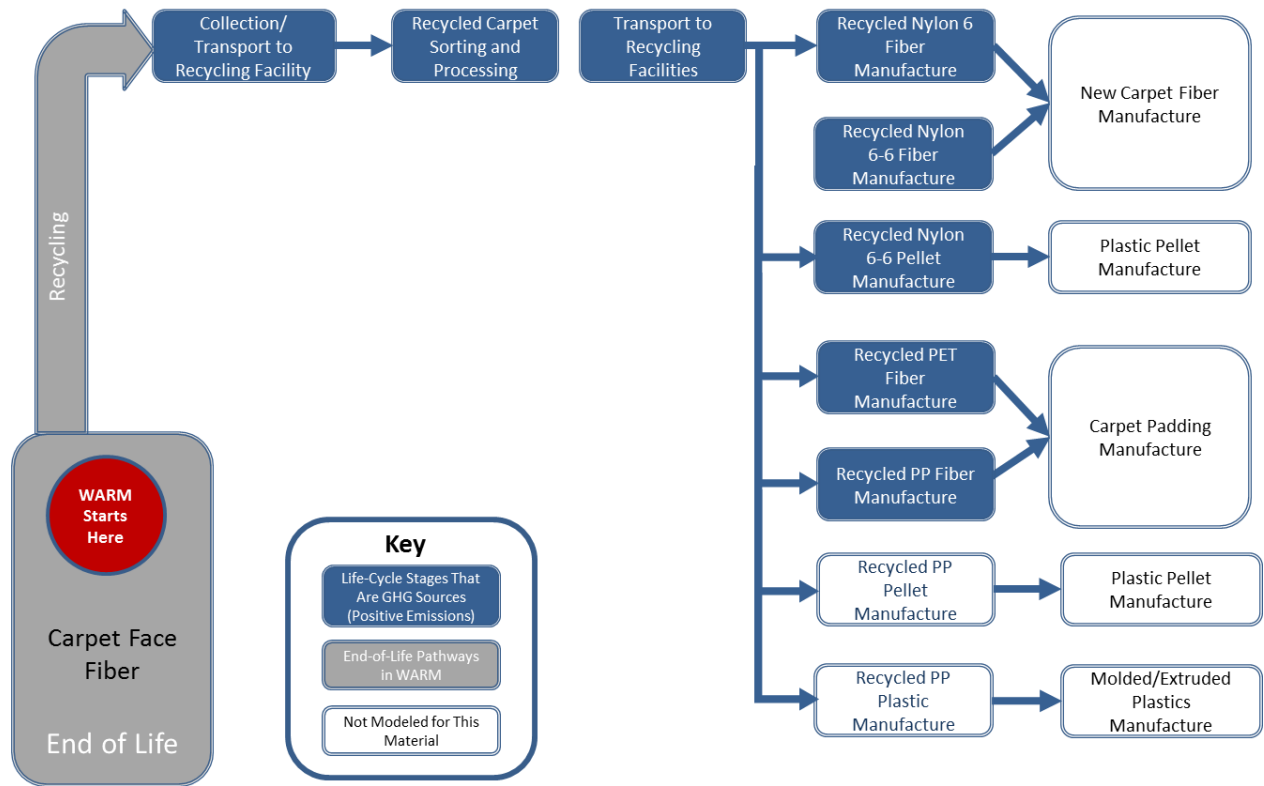 Collection/
Transport to
Recycling Facility
Recycled Carpet
Sorting and
Processing
Transport to
Recycling
Facilities
Recycled Nylon 6
Fiber
Manufacture
New Carpet Fiber
Manufacture
Recycled Nylon
6-6 Fiber
Manufacture
Recycling
Recycled Nylon
6-6 Pellet
Manufacture
Plastic Pellet
Manufacture
Recycled PET
Fiber
Manufacture
Carpet Padding
Manufacture
Recycled PP Fiber
Manufacture
WARM
Starts
Here
Carpet Face
Fiber
End of Life
Key
Life-Cycle Stages That
Are GHG Sources
(Positive Emissions)
End-of-Life Pathways
in WARM
Not Modeled for This
Material
Recycled PP
Pellet
Manufacture
Plastic Pellet
Manufacture
Recycled PP
Plastic
Manufacture
Molded/Extruded
Plastics
Manufacture